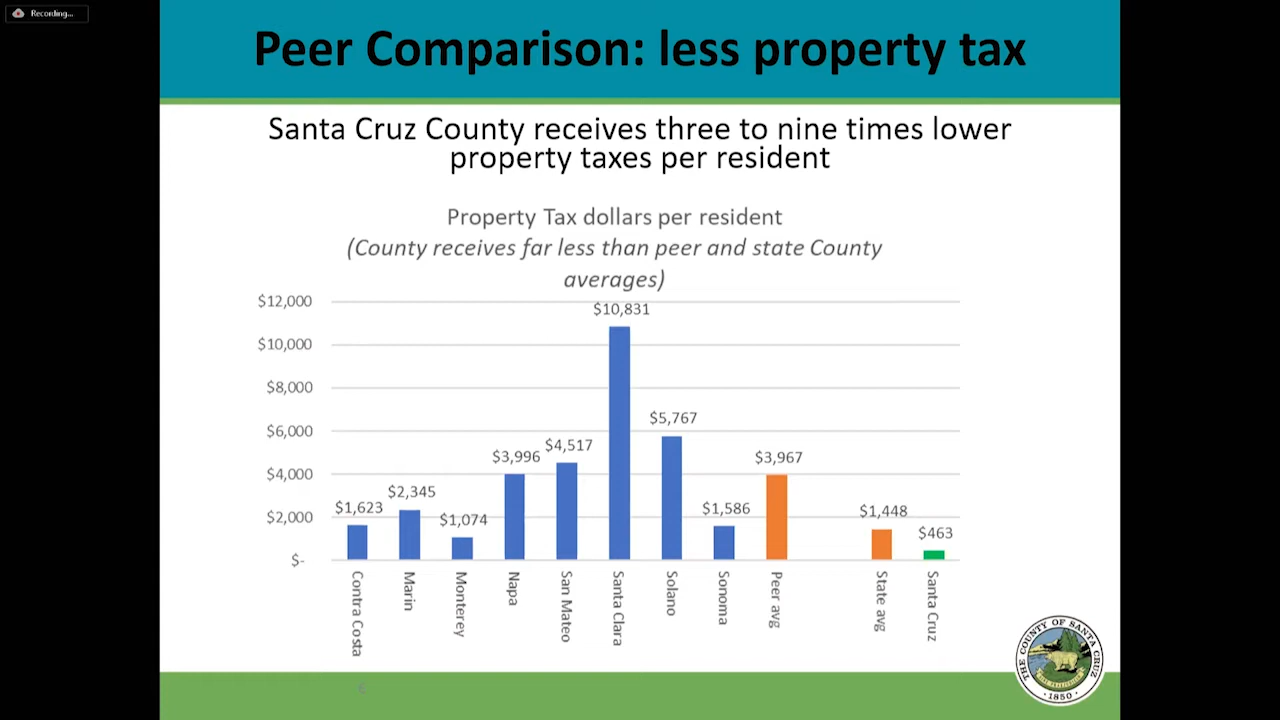 Recording...
Peer Comparison: less property tax
Santa Cruz County receives three to nine times lower
property taxes per resident
Property Tax dollars per resident
(County receives far less than peer and state County
averages)
$12,000
$10,000
$8,000
$6,000
$4,000
$2,000
$-
$1,623
$2,345
$1,074
$3,996
$4,517
$10,831
$5,767
$1,586
$3,967
$1,448
$463
Contra Costa
Marin
Monterey
Napa
San Mateo
Santa Clara
Solano
Sonoma
Peer avg
State avg
Santa Cruz
THE COUNTY OF SANTA CRUZ
1850